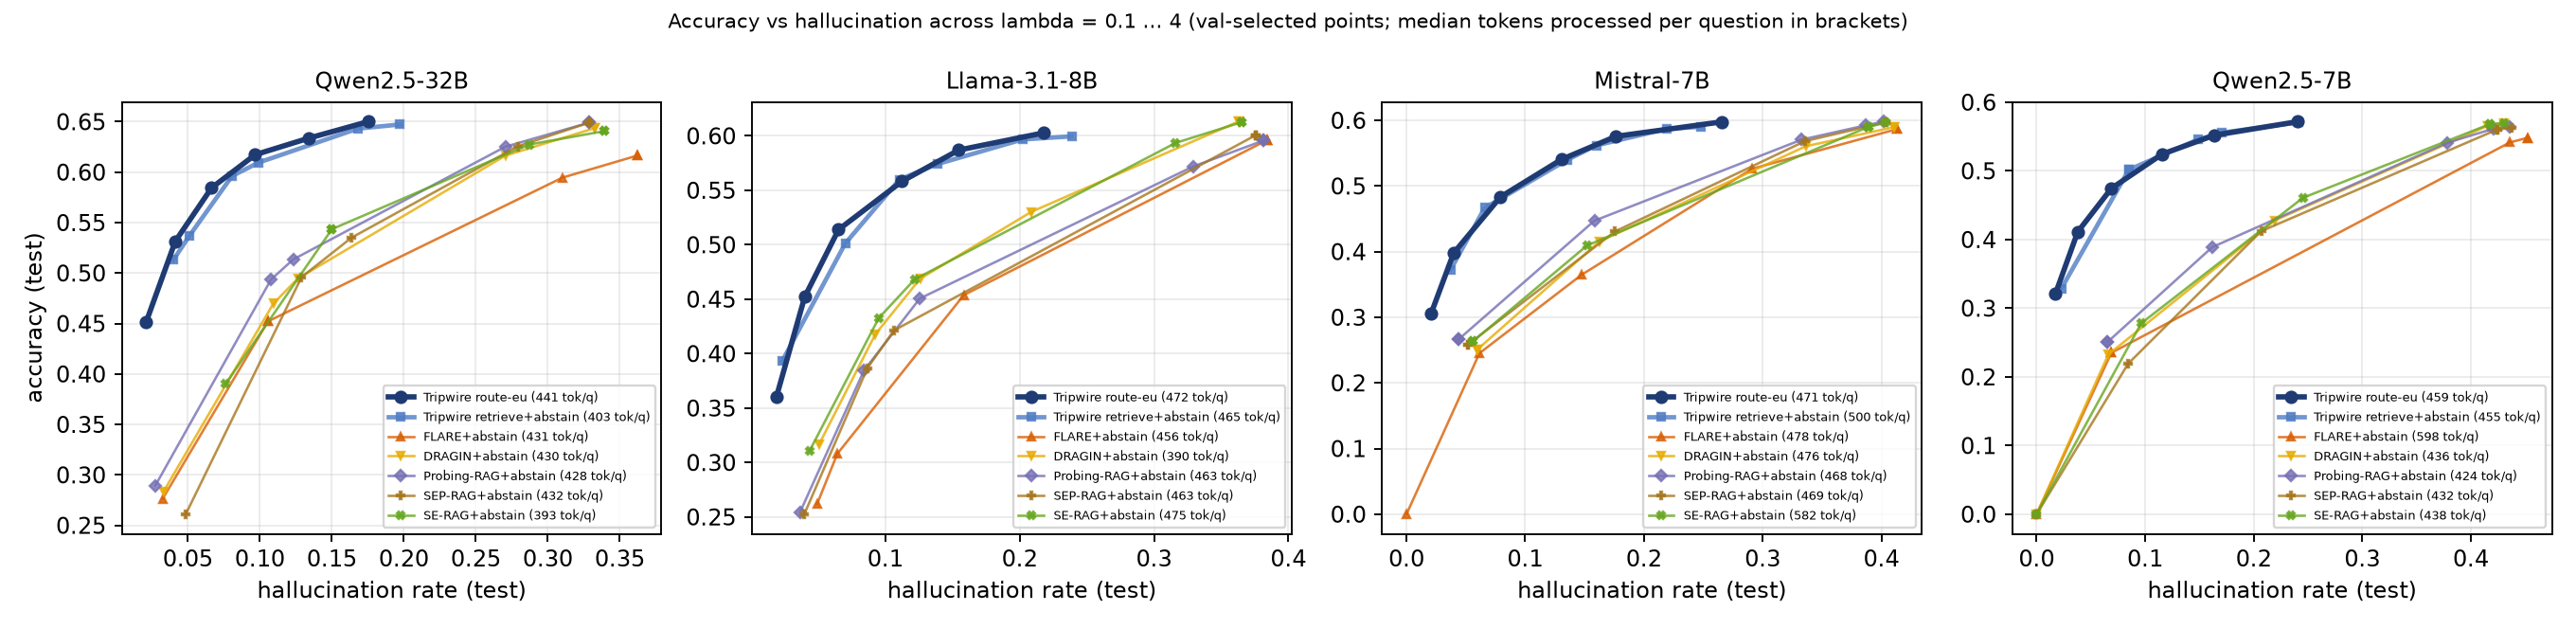 Accuracy vs hallucination across lambda = 0.1 ... 4 (val-selected points; median tokens processed per question in brackets)
Qwen2.5-32B
accuracy (test)
0.65
0.60
0.55
0.50
0.45
0.40
0.35
0.30
0.25
Tripwire route-eu (441 tok/q)
Tripwire retrieve+abstain (403 tok/q)
FLARE+abstain (431 tok/q)
DRAGIN+abstain (430 tok/q)
Probing-RAG+abstain (428 tok/q)
SEP-RAG+abstain (432 tok/q)
SE-RAG+abstain (393 tok/q)
0.05 0.10 0.15 0.20 0.25 0.30 0.35
hallucination rate (test)
Llama-3.1-8B
0.60
0.55
0.50
0.45
0.40
0.35
0.30
0.25
Tripwire route-eu (472 tok/q)
Tripwire retrieve+abstain (465 tok/q)
FLARE+abstain (456 tok/q)
DRAGIN+abstain (390 tok/q)
Probing-RAG+abstain (463 tok/q)
SEP-RAG+abstain (463 tok/q)
SE-RAG+abstain (475 tok/q)
0.1 0.2 0.3 0.4
hallucination rate (test)
Mistral-7B
0.6
0.5
0.4
0.3
0.2
0.1
0.0
Tripwire route-eu (471 tok/q)
Tripwire retrieve+abstain (500 tok/q)
FLARE+abstain (478 tok/q)
DRAGIN+abstain (476 tok/q)
Probing-RAG+abstain (468 tok/q)
SEP-RAG+abstain (469 tok/q)
SE-RAG+abstain (582 tok/q)
0.0 0.1 0.2 0.3 0.4
hallucination rate (test)
Qwen2.5-7B
0.6
0.5
0.4
0.3
0.2
0.1
0.0
Tripwire route-eu (459 tok/q)
Tripwire retrieve+abstain (455 tok/q)
FLARE+abstain (598 tok/q)
DRAGIN+abstain (436 tok/q)
Probing-RAG+abstain (424 tok/q)
SEP-RAG+abstain (432 tok/q)
SE-RAG+abstain (438 tok/q)
0.0 0.1 0.2 0.3 0.4
hallucination rate (test)